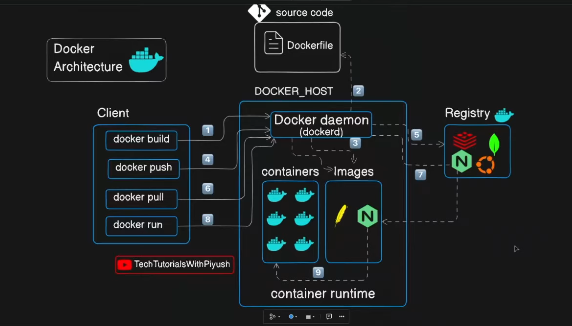 source code
Dockerfile
Docker
Architecture
DOCKER_HOST
2
Client
Docker daemon
(dockerd)
Registry
docker build
1
3
5
docker push
4
containers
Images
7
docker pull
6
docker run
8
TechTutorialsWithPiyush
9
container runtime